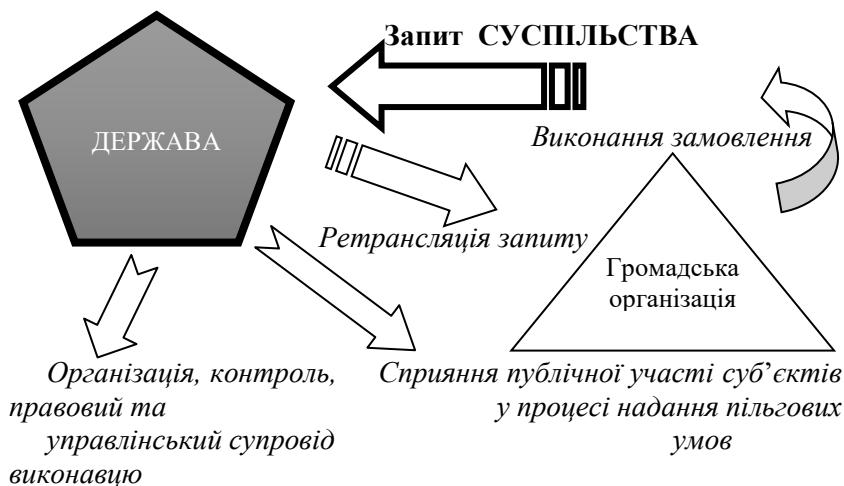 Запит СУСПІЛЬСТВА
ДЕРЖАВА
Виконання замовлення
Ретрансляція запиту
Громадська
організація
Організація, контроль,
правовий та
управлінський супровід
виконавцю
Сприяння публічної участі суб’єктів
у процесі надання пільгових
умов